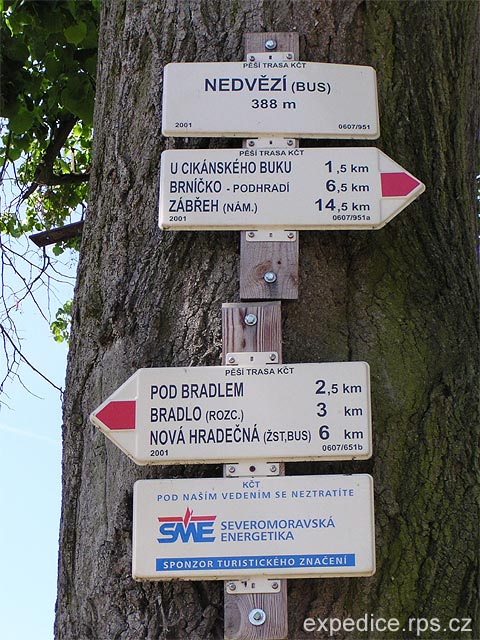 PĚŠÍ TRASA KČT
NEDVĚZÍ (BUS)
388 m
2001 0607/951
PĚŠÍ TRASA KČT
U CIKÁNSKÉHO BUKU 1,5 km
BRNÍČKO - PODHRADÍ 6,5 km
ZÁBŘEH (NÁM.) 14,5 km
2001 0607/951a
PĚŠÍ TRASA KČT
POD BRADLEM 2,5 km
BRADLO (ROZC.) 3 km
NOVÁ HRADEČNÁ (ŽST,BUS) 6 km
2001 0607/651b
KČT
POD NAŠÍM VEDENÍM SE NEZTRATÍTE
SME SEVEROMORAVSKÁ
ENERGETIKA
SPONZOR TURISTICKÉHO ZNAČENÍ
expedice.rps.cz